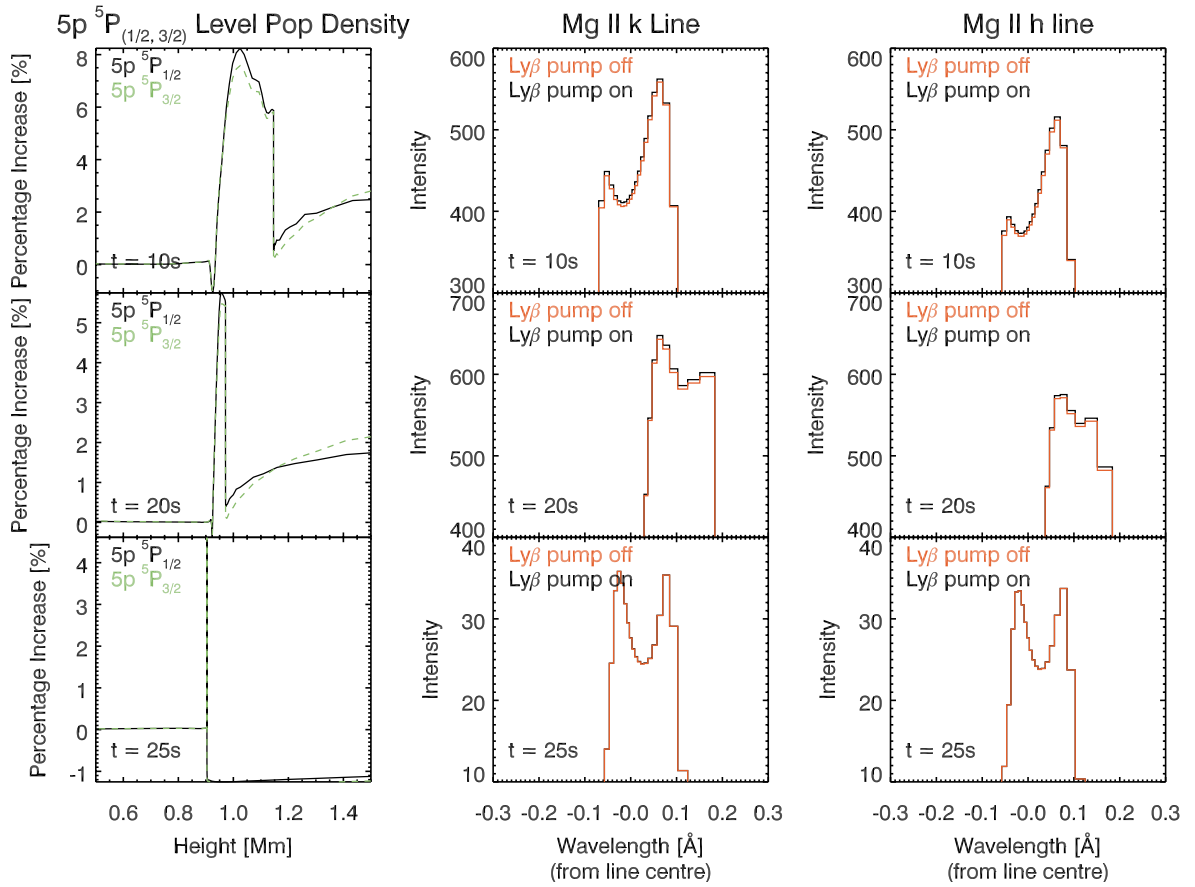 5p ⁵P(1/2, 3/2) Level Pop Density
Mg II k Line
Mg II h line
Percentage Increase [%]
8
6
4
2
0
5p ⁵P1/2
5p ⁵P3/2
t = 10s
Intensity
600
500
400
300
Lyβ pump off
Lyβ pump on
t = 10s
Intensity
600
500
400
300
Lyβ pump off
Lyβ pump on
t = 10s
Percentage Increase [%]
5
4
3
2
1
0
5p ⁵P1/2
5p ⁵P3/2
t = 20s
Intensity
700
600
500
400
Lyβ pump off
Lyβ pump on
t = 20s
Intensity
700
600
500
400
Lyβ pump off
Lyβ pump on
t = 20s
Percentage Increase [%]
4
3
2
1
0
-1
5p ⁵P1/2
5p ⁵P3/2
t = 25s
0.6 0.8 1.0 1.2 1.4
Height [Mm]
Intensity
40
30
20
10
Lyβ pump off
Lyβ pump on
t = 25s
-0.3 -0.2 -0.1 -0.0 0.1 0.2 0.3
Wavelength [Å]
(from line centre)
Intensity
40
30
20
10
Lyβ pump off
Lyβ pump on
t = 25s
-0.3 -0.2 -0.1 -0.0 0.1 0.2 0.3
Wavelength [Å]
(from line centre)